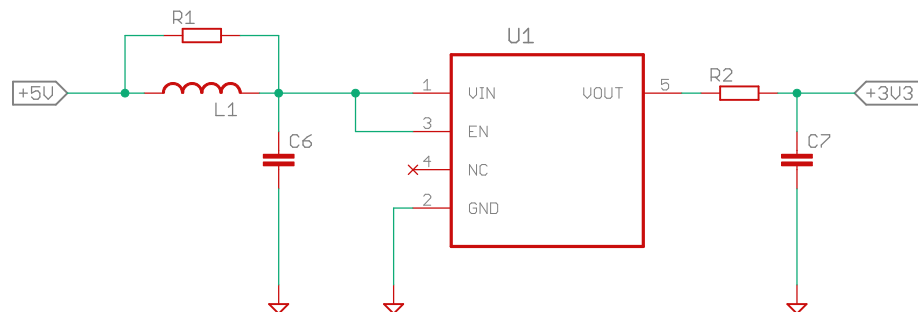 R1
U1
+5V
L1
1
VIN
VOUT
5
R2
+3V3
3
EN
C6
C7
4
NC
2
GND